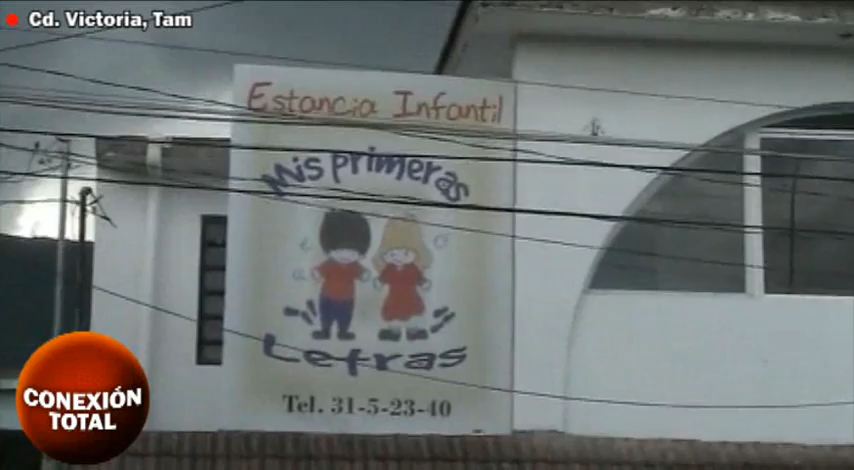 Cd. Victoria, Tam
Estancia Infantil
Mis primeras
Letras
Tel. 31-5-23-40
CONEXIÓN
TOTAL